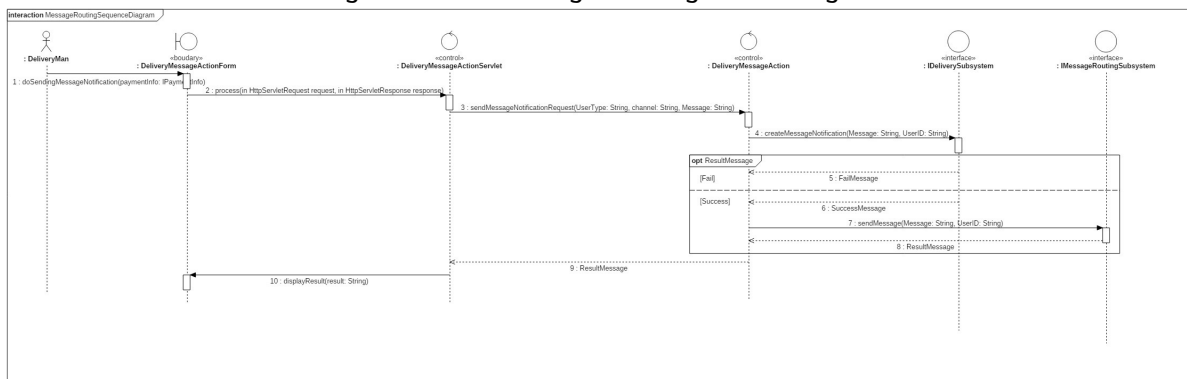 interaction MessageRoutingSequenceDiagram
: DeliveryMan
«boudary»
: DeliveryMessageActionForm
«control»
: DeliveryMessageActionServlet
«control»
: DeliveryMessageAction
«interface»
: IDeliverySubsystem
«interface»
: IMessageRoutingSubsystem
1 : doSendingMessageNotification(paymentInfo: IPaymentInfo)
2 : process(in HttpServletRequest request, in HttpServletResponse response)
3 : sendMessageNotificationRequest(UserType: String, channel: String, Message: String)
4 : createMessageNotification(Message: String, UserID: String)
opt ResultMessage
[Fail]
5 : FailMessage
[Success]
6 : SuccessMessage
7 : sendMessage(Message: String, UserID: String)
8 : ResultMessage
9 : ResultMessage
10 : displayResult(result: String)